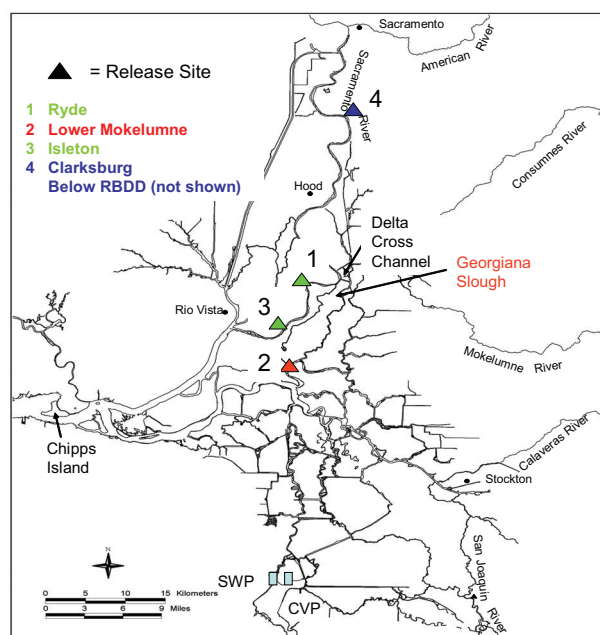 Sacramento
American River
= Release Site
Sacramento River
4
1 Ryde
2 Lower Mokelumne
3 Isleton
4 Clarksburg
Below RBDD (not shown)
Consumnes River
Hood
Delta
Cross
Channel
1
Georgiana
Slough
Rio Vista
3
2
Mokelumne River
Chipps
Island
Calaveras River
Stockton
San Joaquin River
N
SWP
CVP
0 5 10 15 Kilometers
0 3 6 9 Miles